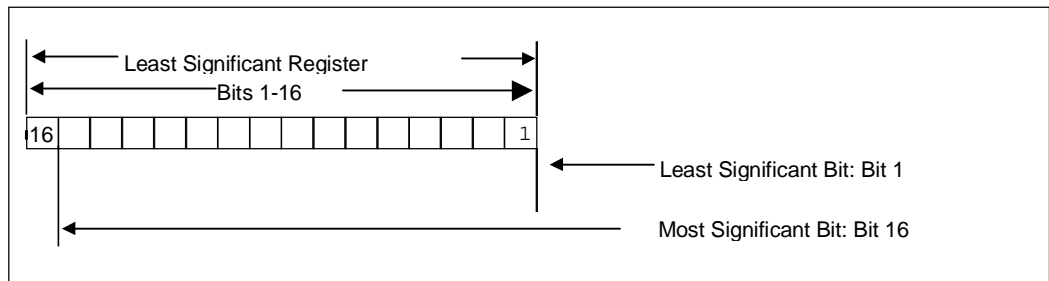 Least Significant Register
Bits 1-16
16 1
Least Significant Bit: Bit 1
Most Significant Bit: Bit 16